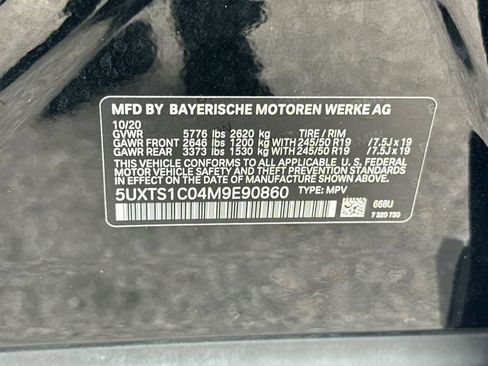 MFD BY BAYERISCHE MOTOREN WERKE AG
10/20
GVWR 5776 lbs 2620 kg TIRE / RIM
GAWR FRONT 2646 lbs 1200 kg WITH 245/50 R19 //7.5J x 19
GAWR REAR 3373 lbs 1530 kg WITH 245/50 R19 //7.5J x 19
THIS VEHICLE CONFORMS TO ALL APPLICABLE U. S. FEDERAL
MOTOR VEHICLE SAFETY AND THEFT PREVENTION STANDARDS
IN EFFECT ON THE DATE OF MANUFACTURE SHOWN ABOVE.
5UXTS1C04M9E90860 TYPE: MPV
668U
7 320 730